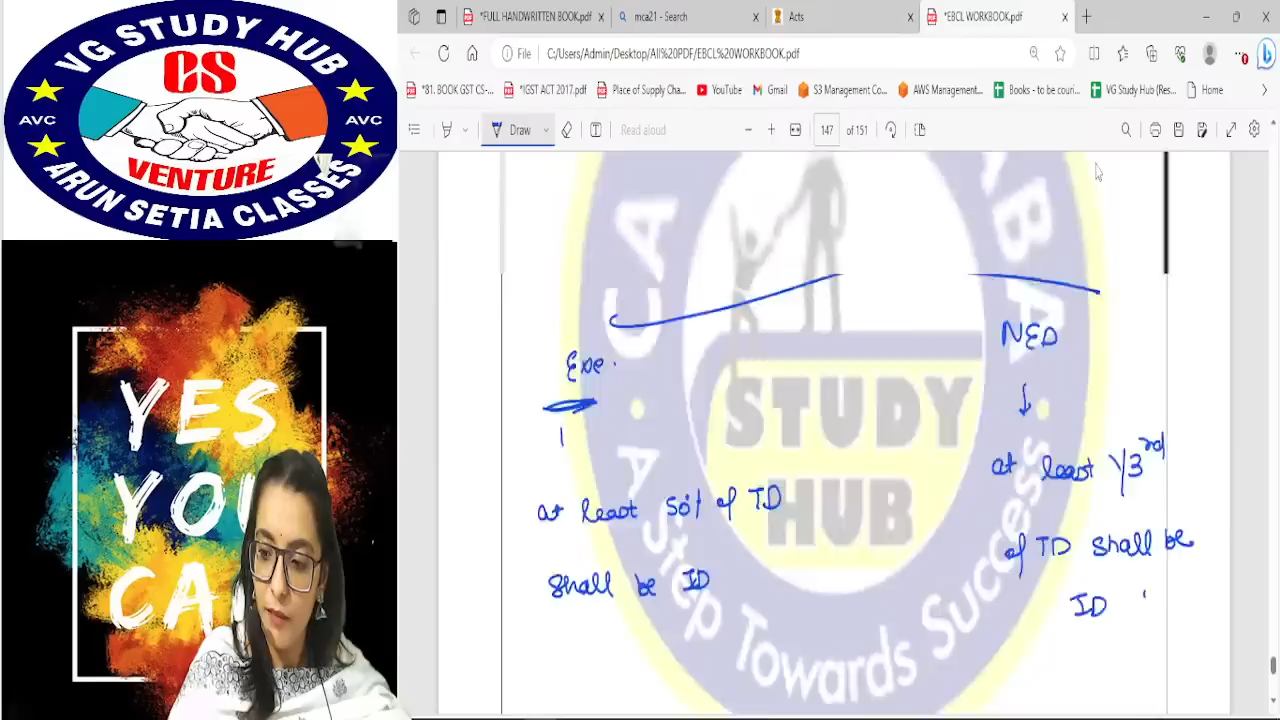 VG STUDY HUB
CS
AVC
AVC
VENTURE
ARUN SETIA CLASSES
YES
YOU
CA
*FULL HANDWRITTEN BOOK.pdf
mca21 - Search
Acts
*EBCL WORKBOOK.pdf
File
C:/Users/Admin/Desktop/All%20PDF/EBCL%20WORKBOOK.pdf
*81. BOOK GST CS-...
*IGST ACT 2017.pdf
Place of Supply Cha...
YouTube
Gmail
S3 Management Co...
AWS Management...
Books - to be couri...
VG Study Hub (Res...
Home
Draw
Read aloud
147
of 151
CA
STUDY
HUB
A Step Towards Success
Exe.
at least 50% of TD
shall be ID
NED
at least 1/3rd
of TD shall be
ID